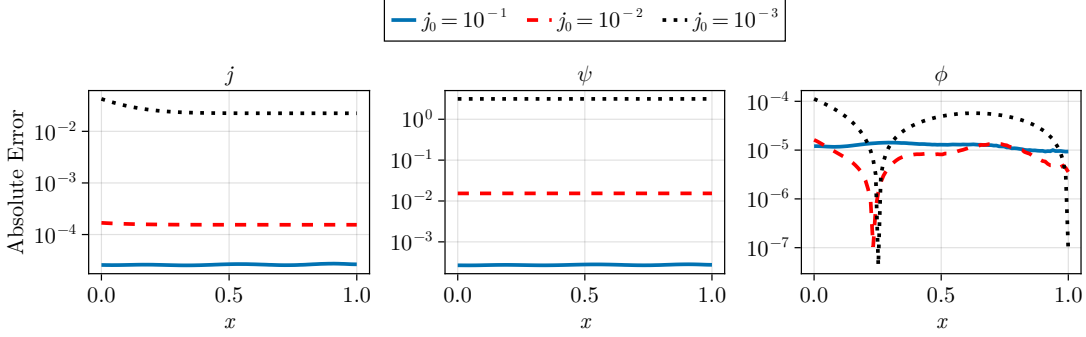 j₀ = 10⁻¹ j₀ = 10⁻² j₀ = 10⁻³
j ψ ϕ
Absolute Error
10⁻²
10⁻³
10⁻⁴
0.0 0.5 1.0
x
10⁰
10⁻¹
10⁻²
10⁻³
0.0 0.5 1.0
x
10⁻⁴
10⁻⁵
10⁻⁶
10⁻⁷
0.0 0.5 1.0
x